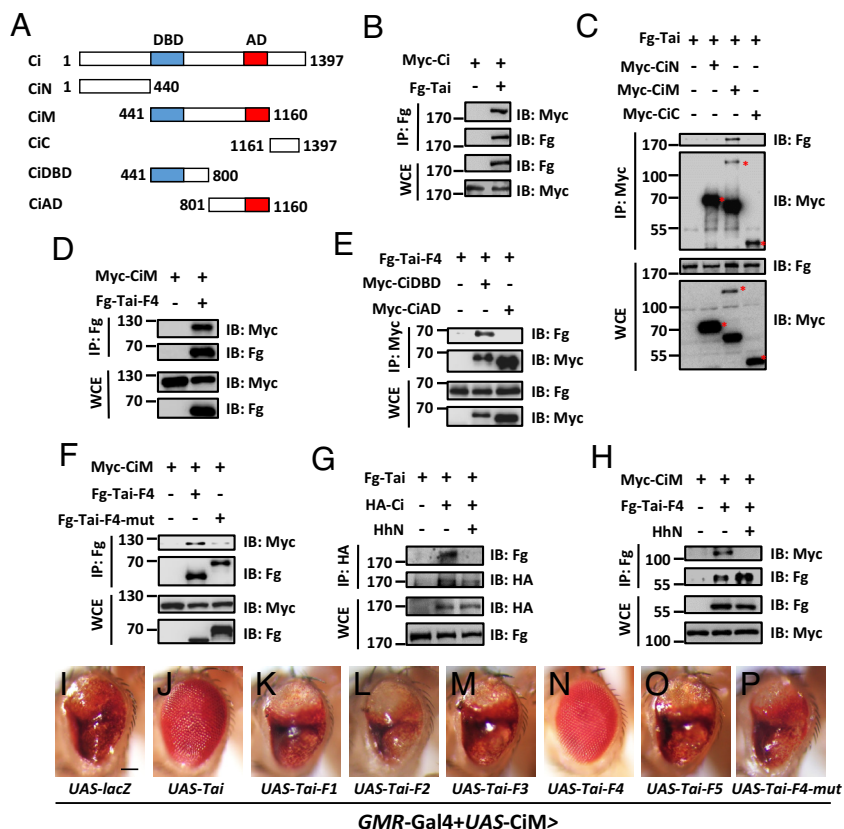 A
DBD AD
Ci 1 1397
CiN 1 440
CiM 441 1160
CiC 1161 1397
CiDBD 441 800
CiAD 801 1160
B
Myc-Ci + +
Fg-Tai - +
IP: Fg
170 IB: Myc
170 IB: Fg
WCE
170 IB: Fg
170 IB: Myc
C
Fg-Tai + + + +
Myc-CiN - + - -
Myc-CiM - - + -
Myc-CiC - - - +
IP: Myc
170 IB: Fg
170
100
70
55
IB: Myc
* * *
WCE
170 IB: Fg
170
100
70
55
IB: Myc
* * *
D
Myc-CiM + +
Fg-Tai-F4 - +
IP: Fg
130 IB: Myc
70 IB: Fg
WCE
130 IB: Myc
70 IB: Fg
E
Fg-Tai-F4 + + +
Myc-CiDBD - + -
Myc-CiAD - - +
IP: Myc
70 IB: Fg
70 IB: Myc
WCE
IB: Fg
70 IB: Myc
F
Myc-CiM + + +
Fg-Tai-F4 - + -
Fg-Tai-F4-mut - - +
IP: Fg
130 IB: Myc
70 IB: Fg
WCE
130 IB: Myc
70 IB: Fg
G
Fg-Tai + + +
HA-Ci - + +
HhN - - +
IP: HA
170 IB: Fg
170 IB: HA
WCE
170 IB: HA
170 IB: Fg
H
Myc-CiM + + +
Fg-Tai-F4 - + +
HhN - - +
IP: Fg
100 IB: Myc
55 IB: Fg
WCE
55 IB: Fg
100 IB: Myc
I J K L M N O P
UAS-lacZ UAS-Tai UAS-Tai-F1 UAS-Tai-F2 UAS-Tai-F3 UAS-Tai-F4 UAS-Tai-F5 UAS-Tai-F4-mut
GMR-Gal4+UAS-CiM>